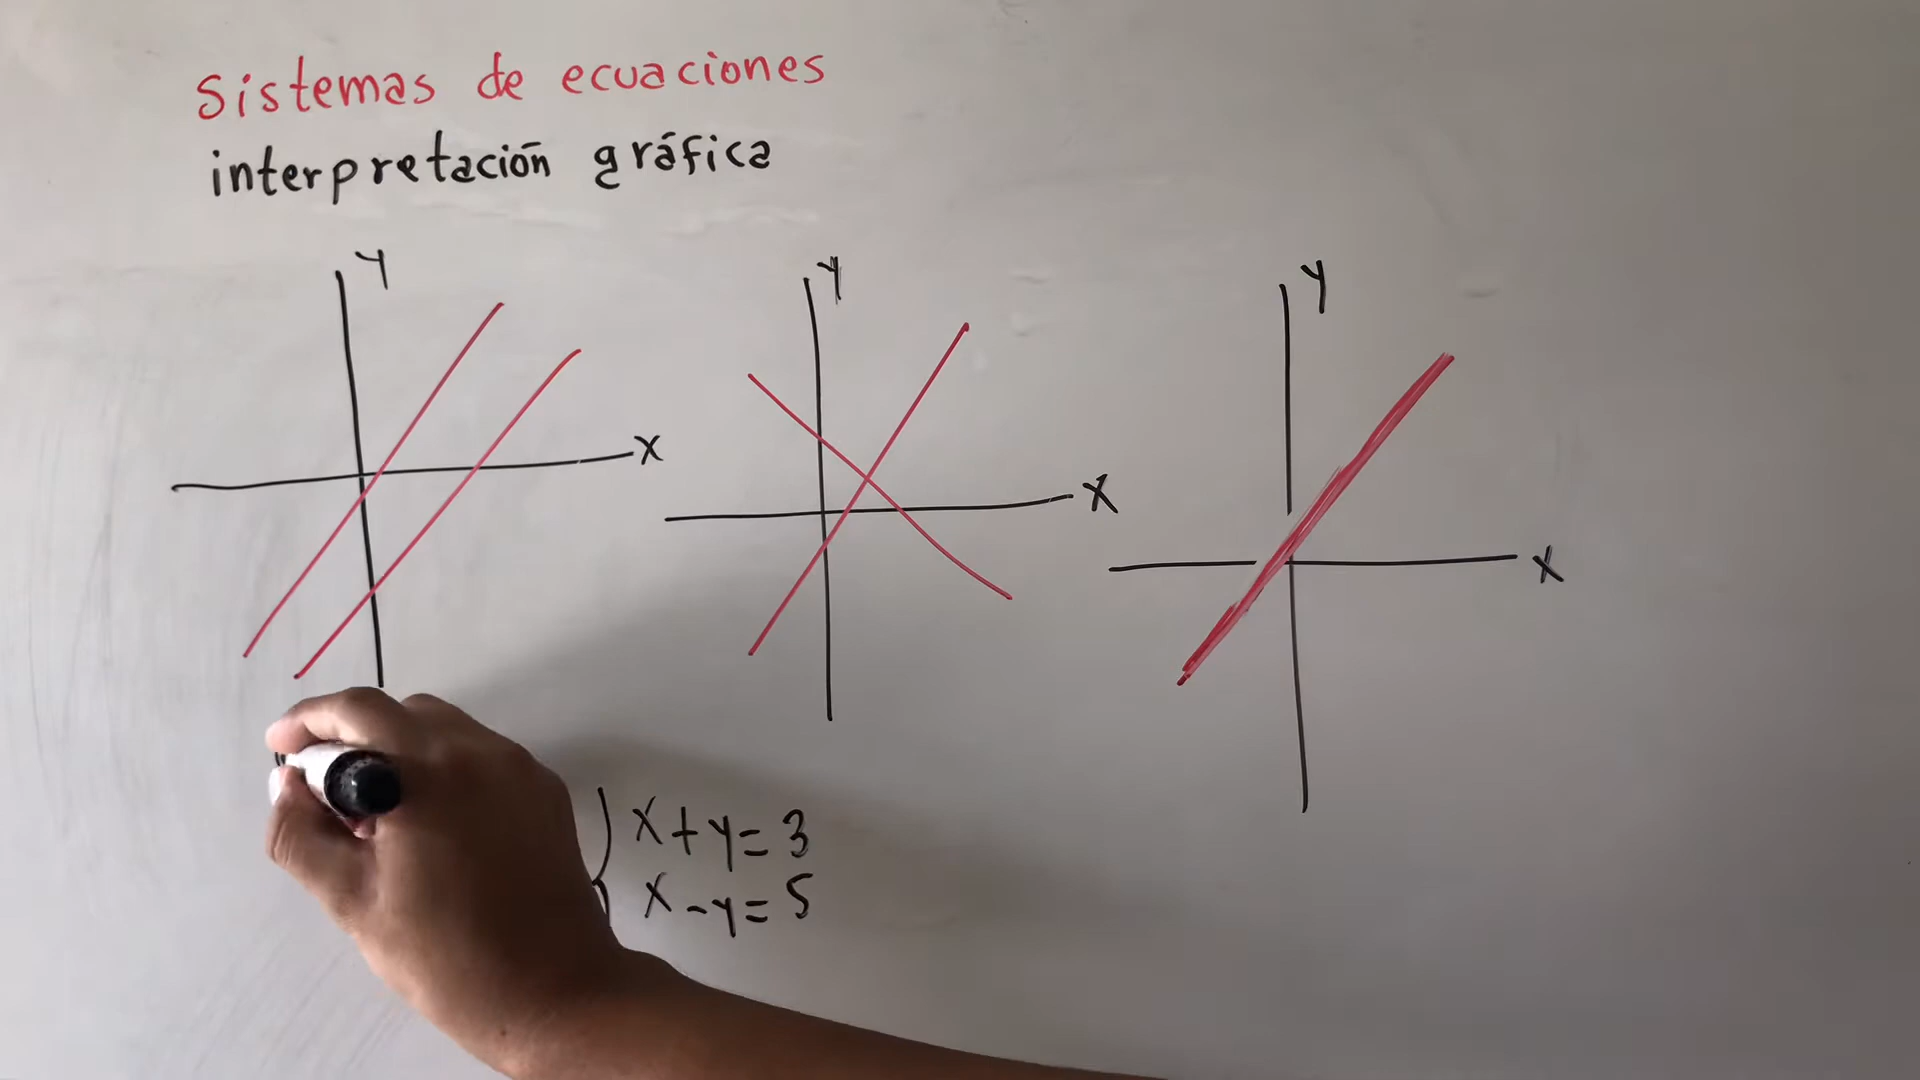 Sistemas de ecuaciones
interpretación gráfica
Y
X
Y
X
Y
X
x+y=3
x-y=5